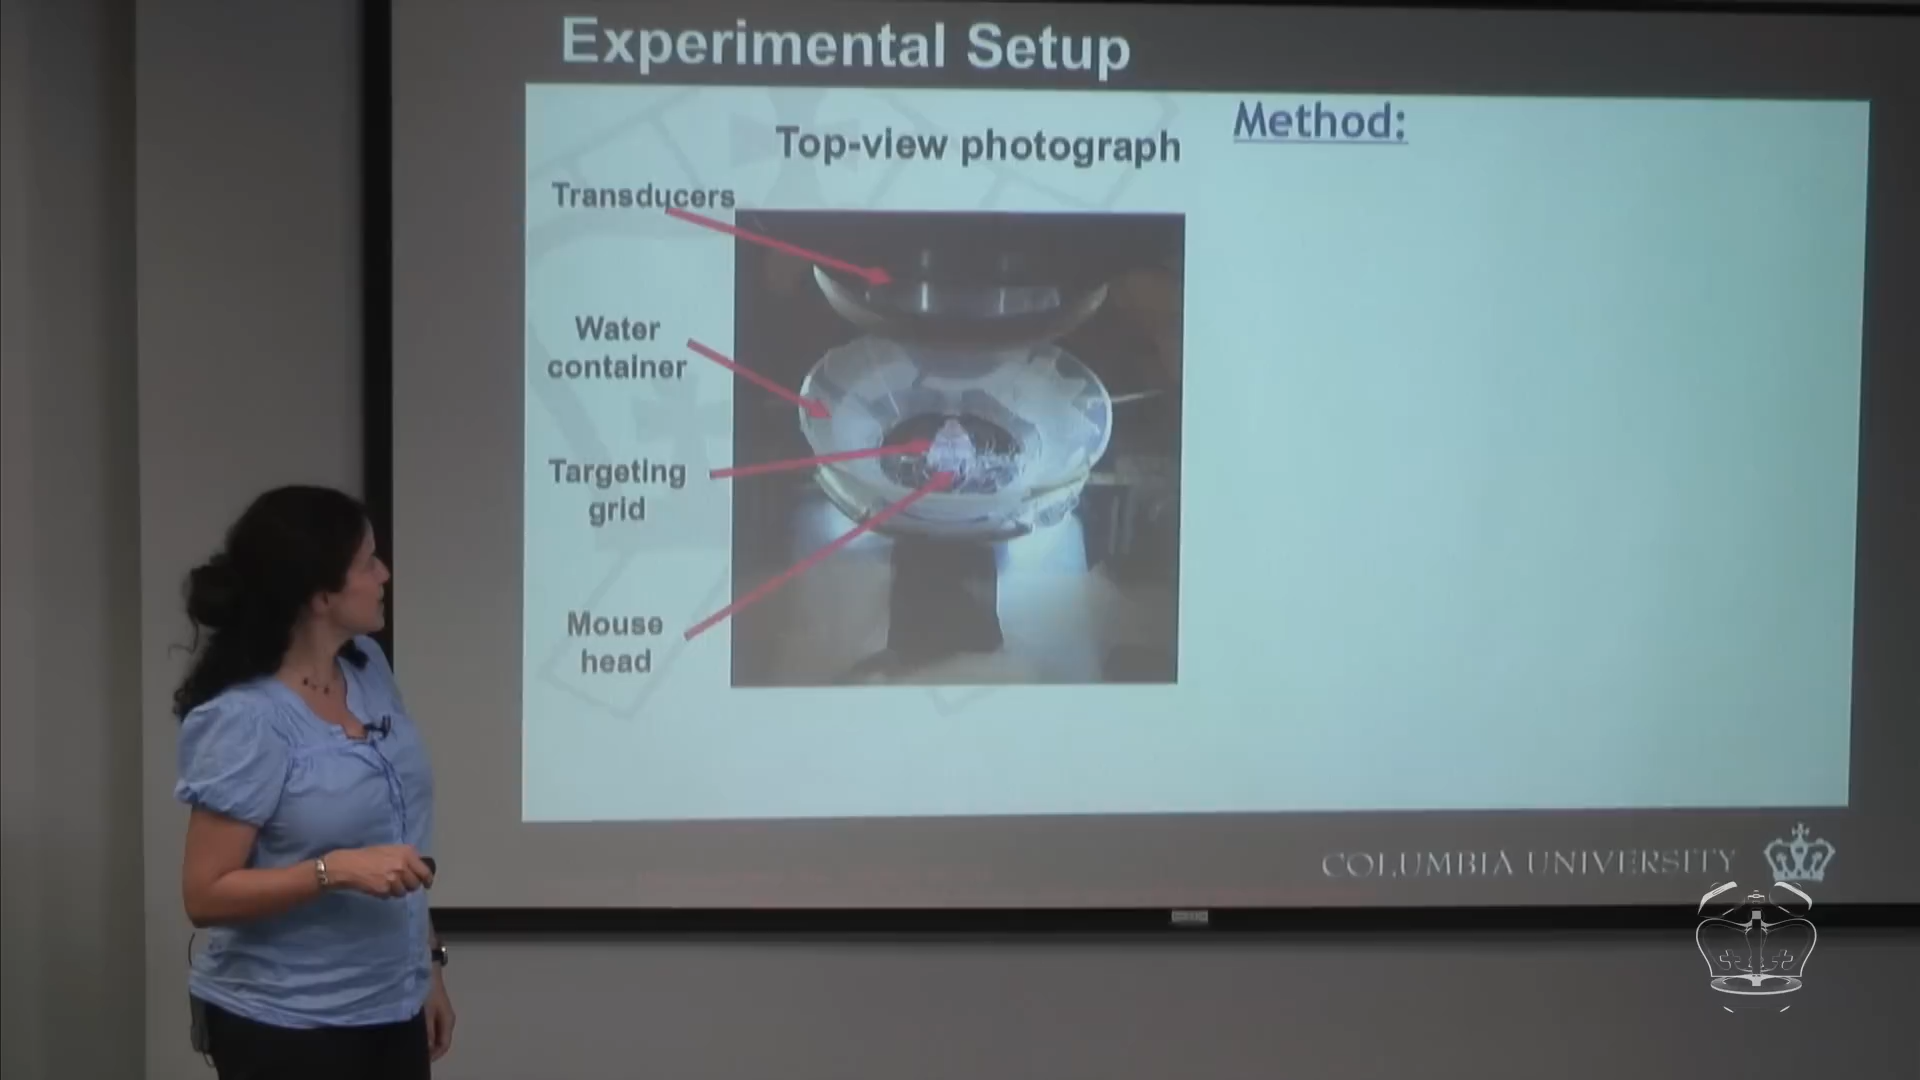 Experimental Setup
Top-view photograph
Method:
Transducers
Water
container
Targeting
grid
Mouse
head
COLUMBIA UNIVERSITY